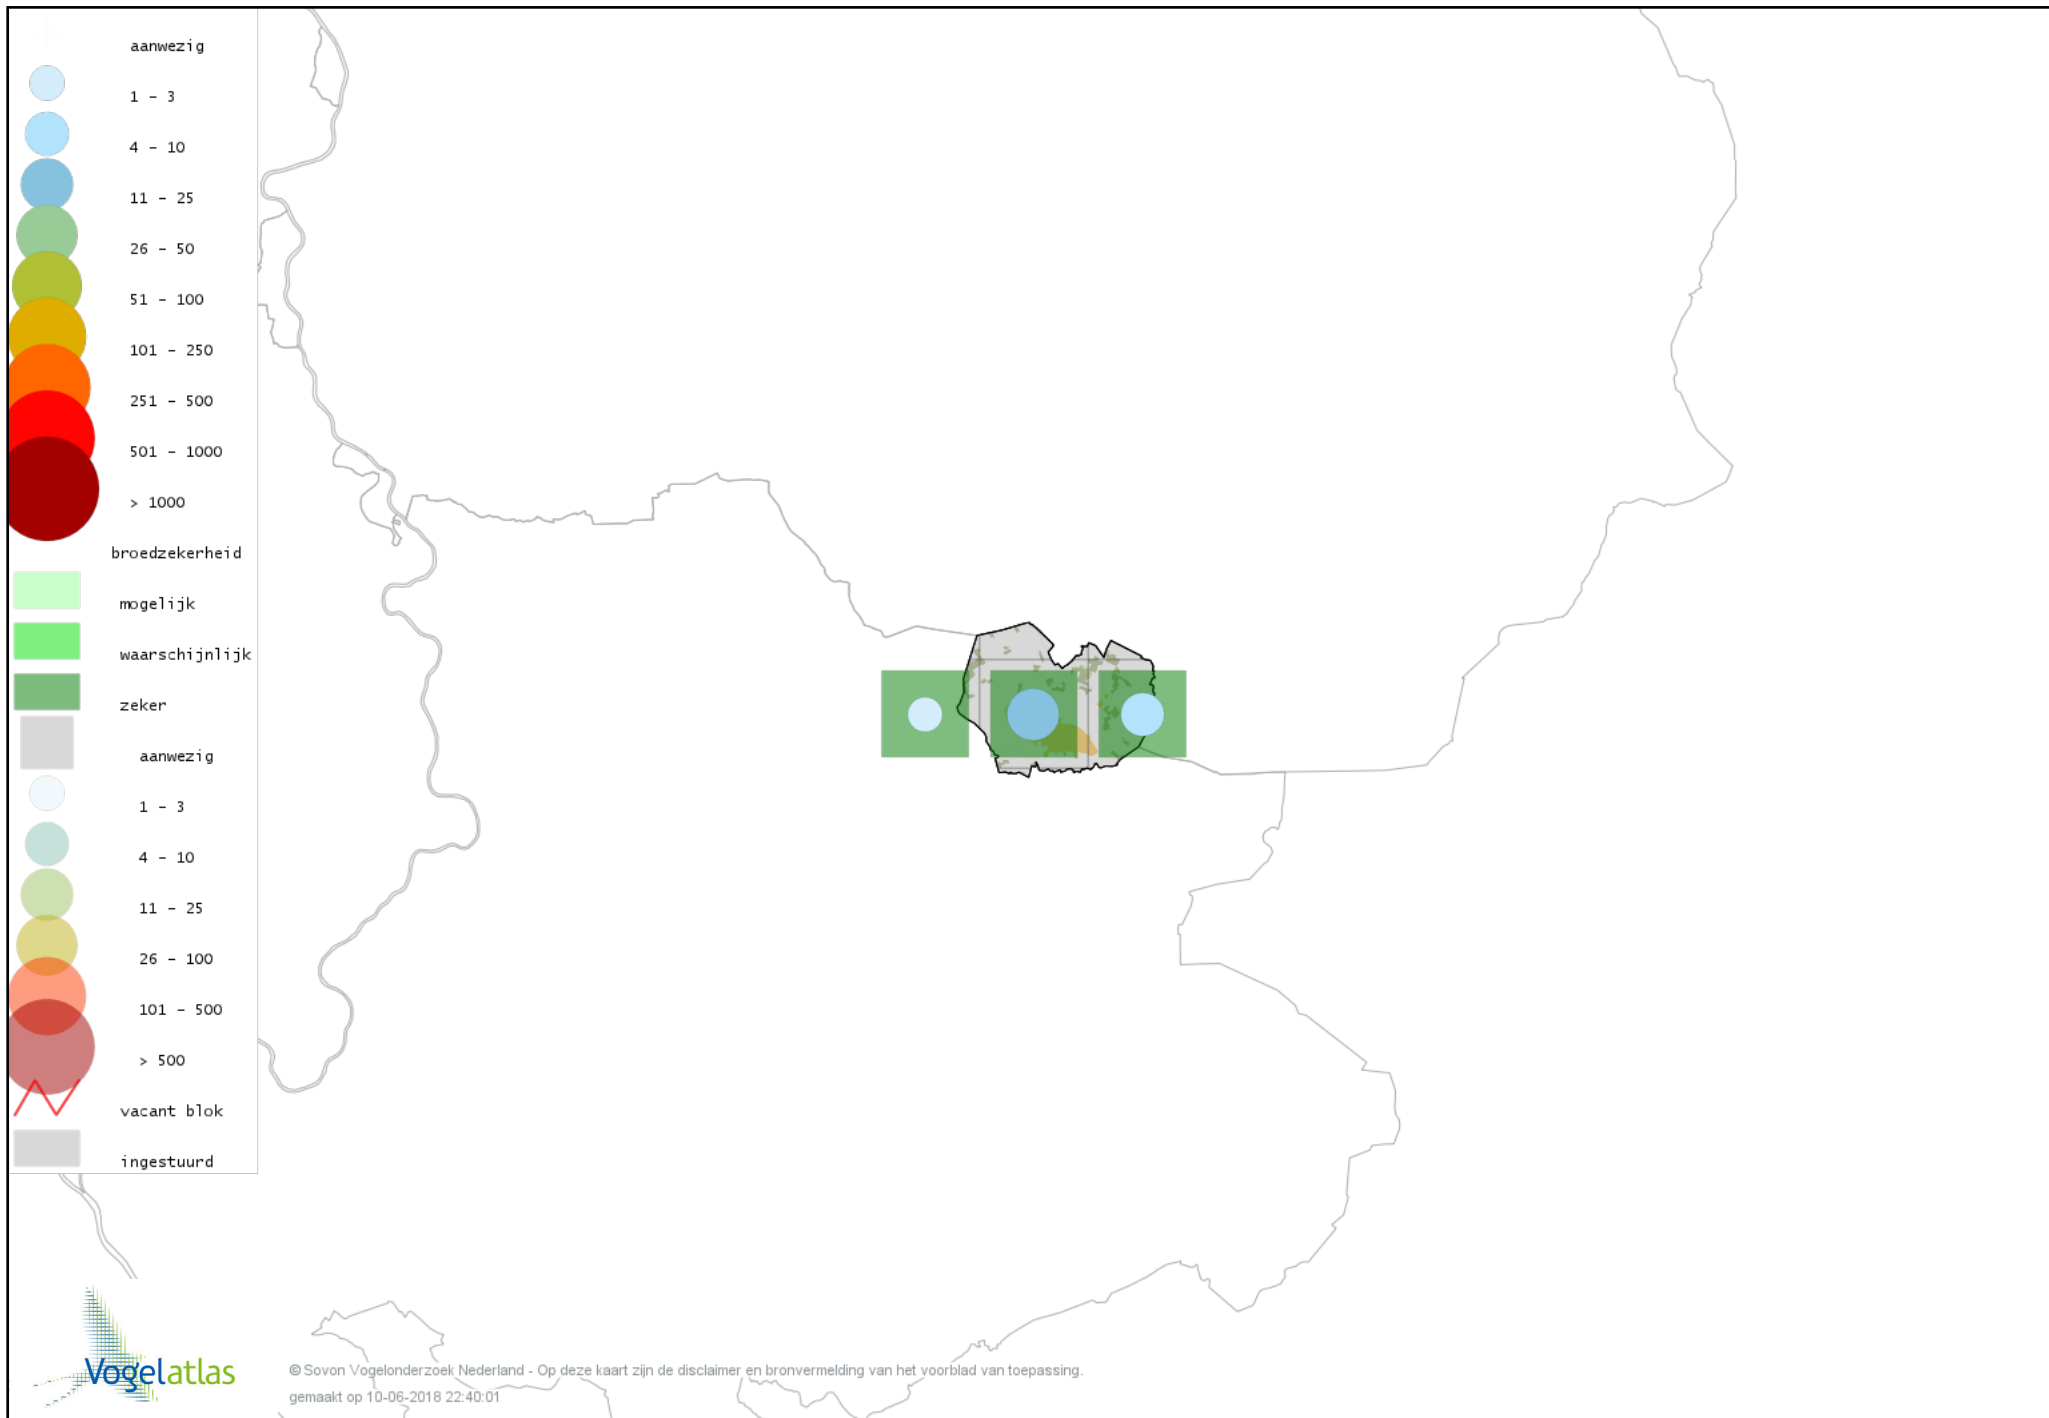 aanwezig
1 - 3
4 - 10
11 - 25
26 - 50
51 - 100
101 - 250
251 - 500
501 - 1000
> 1000
broedzekerheid
mogelijk
waarschijnlijk
zeker
aanwezig
1 - 3
4 - 10
11 - 25
26 - 100
101 - 500
> 500
vacant blok
ingestuurd
Vogelatlas
© Sovon Vogelonderzoek Nederland - Op deze kaart zijn de disclaimer en bronvermelding van het voorblad van toepassing.
gemaakt op 10-06-2018 22:40:01